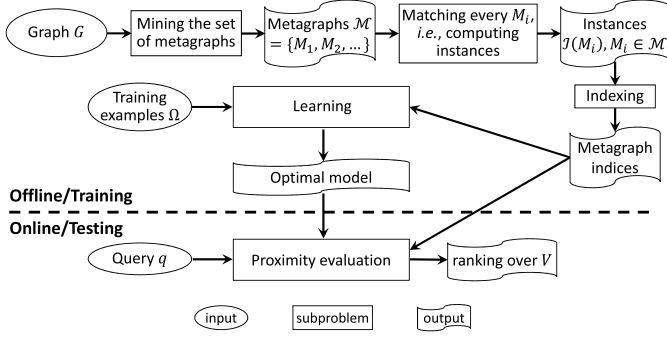 Graph G
Mining the set
of metagraphs
Metagraphs ℳ
= {M₁, M₂, …}
Matching every Mᵢ,
i.e., computing
instances
Instances
ℐ(Mᵢ), Mᵢ ∈ ℳ
Indexing
Training
examples Ω
Learning
Metagraph
indices
Optimal model
Offline/Training
Online/Testing
Query q
Proximity evaluation
ranking over V
input
subproblem
output